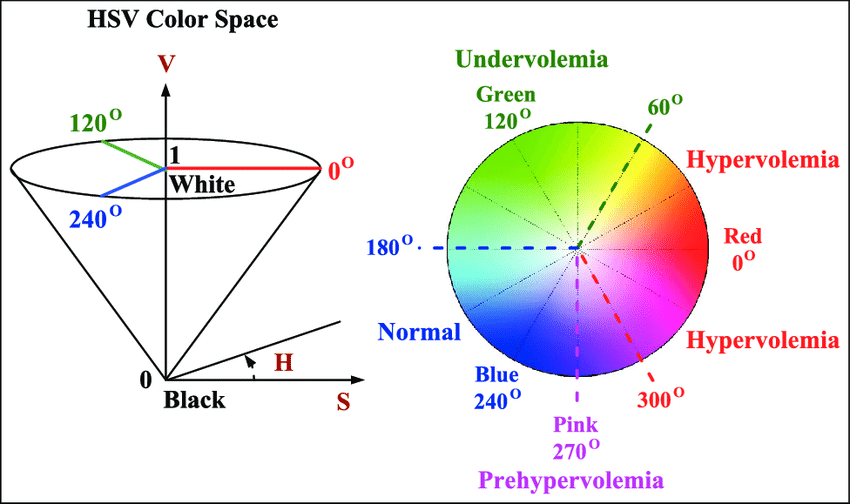 HSV Color Space
V
120°
1
White
0°
240°
0
H
Black
S
Undervolemia
Green
120°
60°
Hypervolemia
180°
Red
0°
Normal
Hypervolemia
Blue
240°
300°
Pink
270°
Prehypervolemia